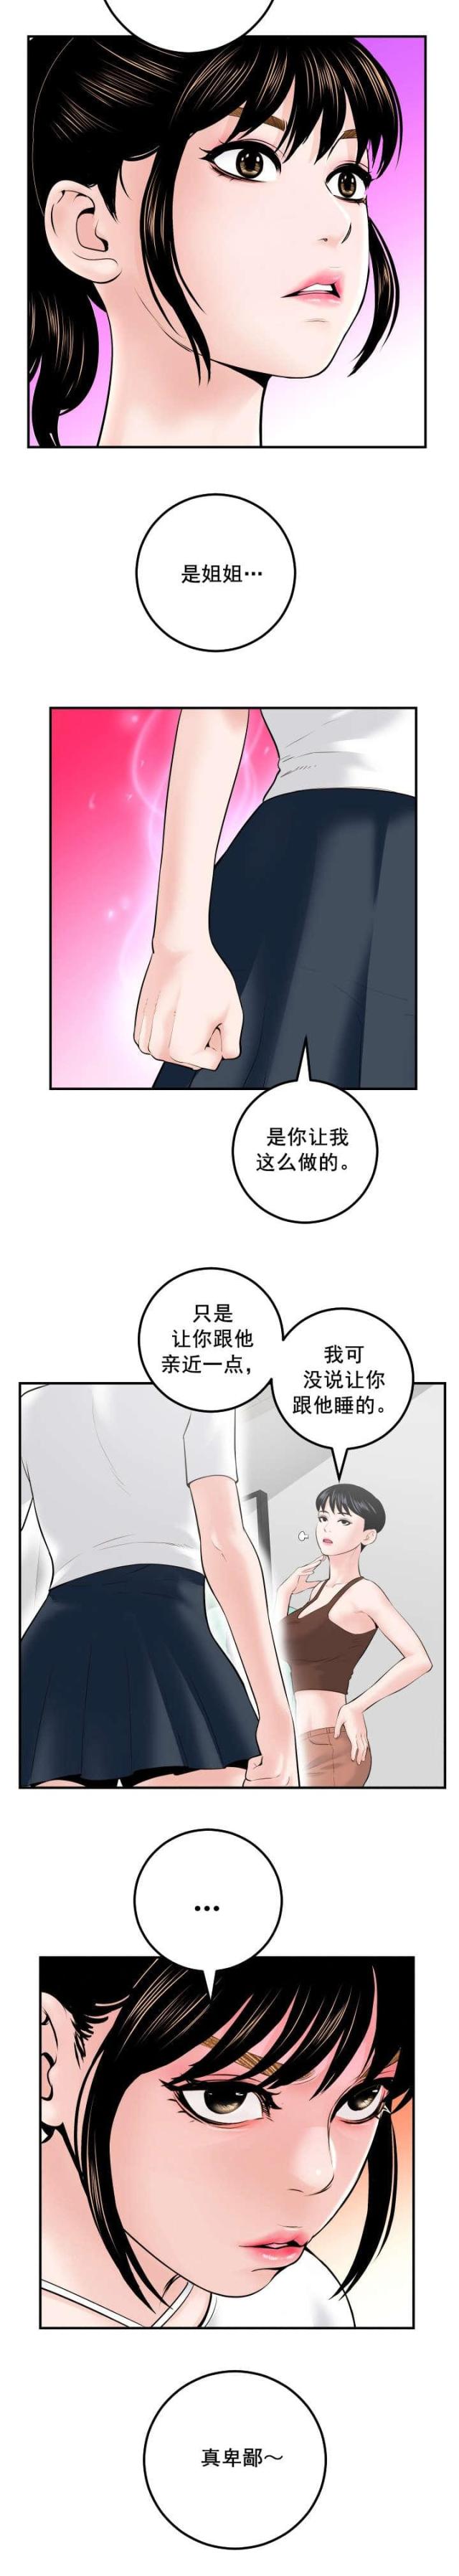 是姐姐…
是你让我
这么做的。
只是
让你跟他
亲近一点，
我可
没说让你
跟他睡的。
…
真卑鄙～